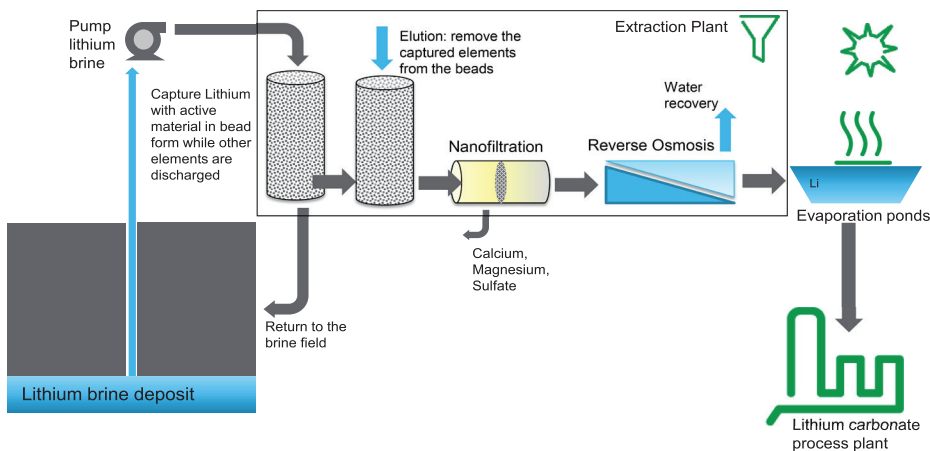 Pump
lithium
brine
Capture Lithium
with active
material in bead
form while other
elements are
discharged
Elution: remove the
captured elements
from the beads
Extraction Plant
Water
recovery
Nanofiltration
Reverse Osmosis
Li
Evaporation ponds
Calcium,
Magnesium,
Sulfate
Return to the
brine field
Lithium brine deposit
Lithium carbonate
process plant